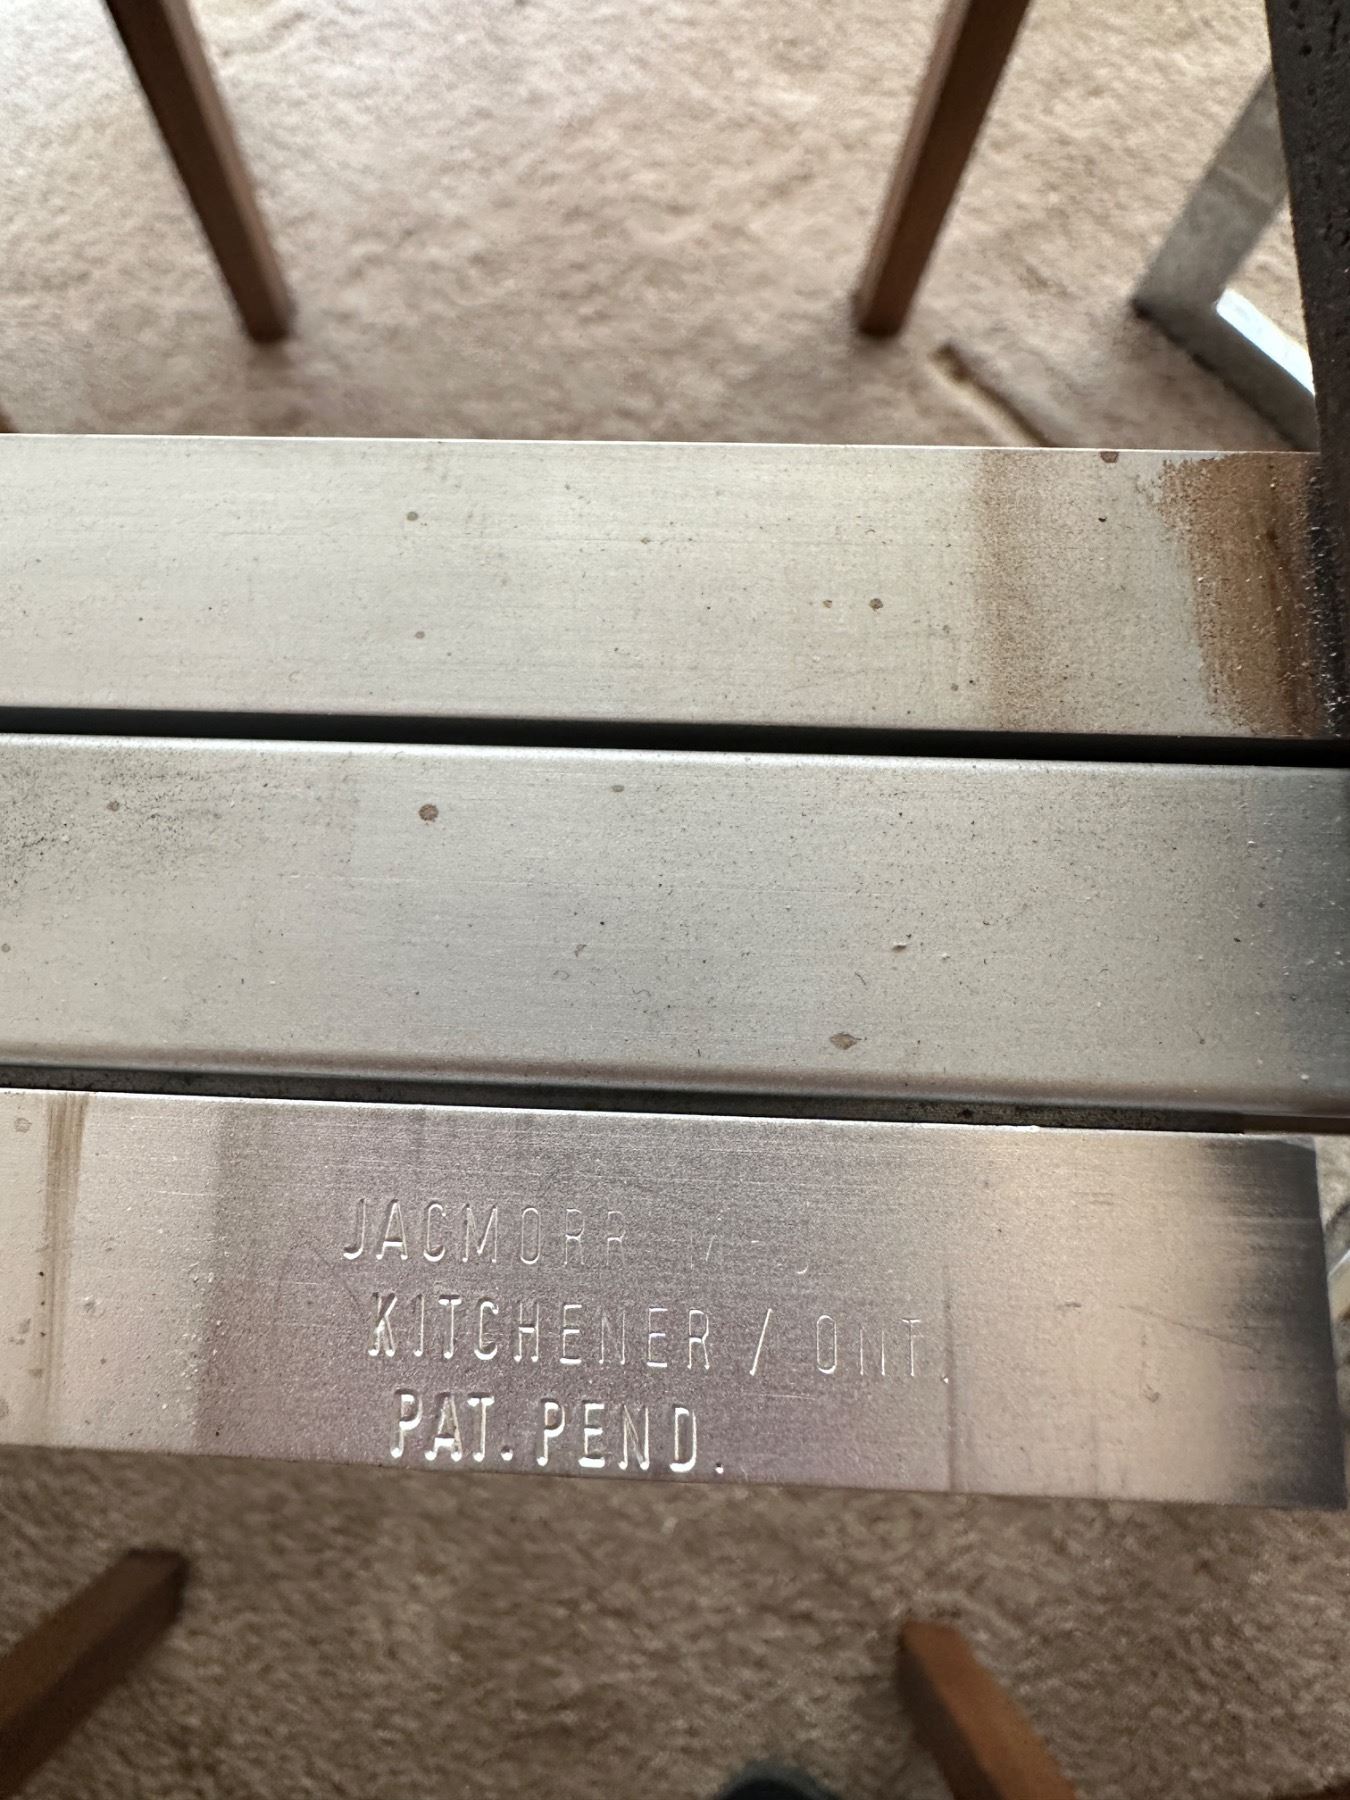 JACMORR
KITCHENER / ONT.
PAT. PEND.